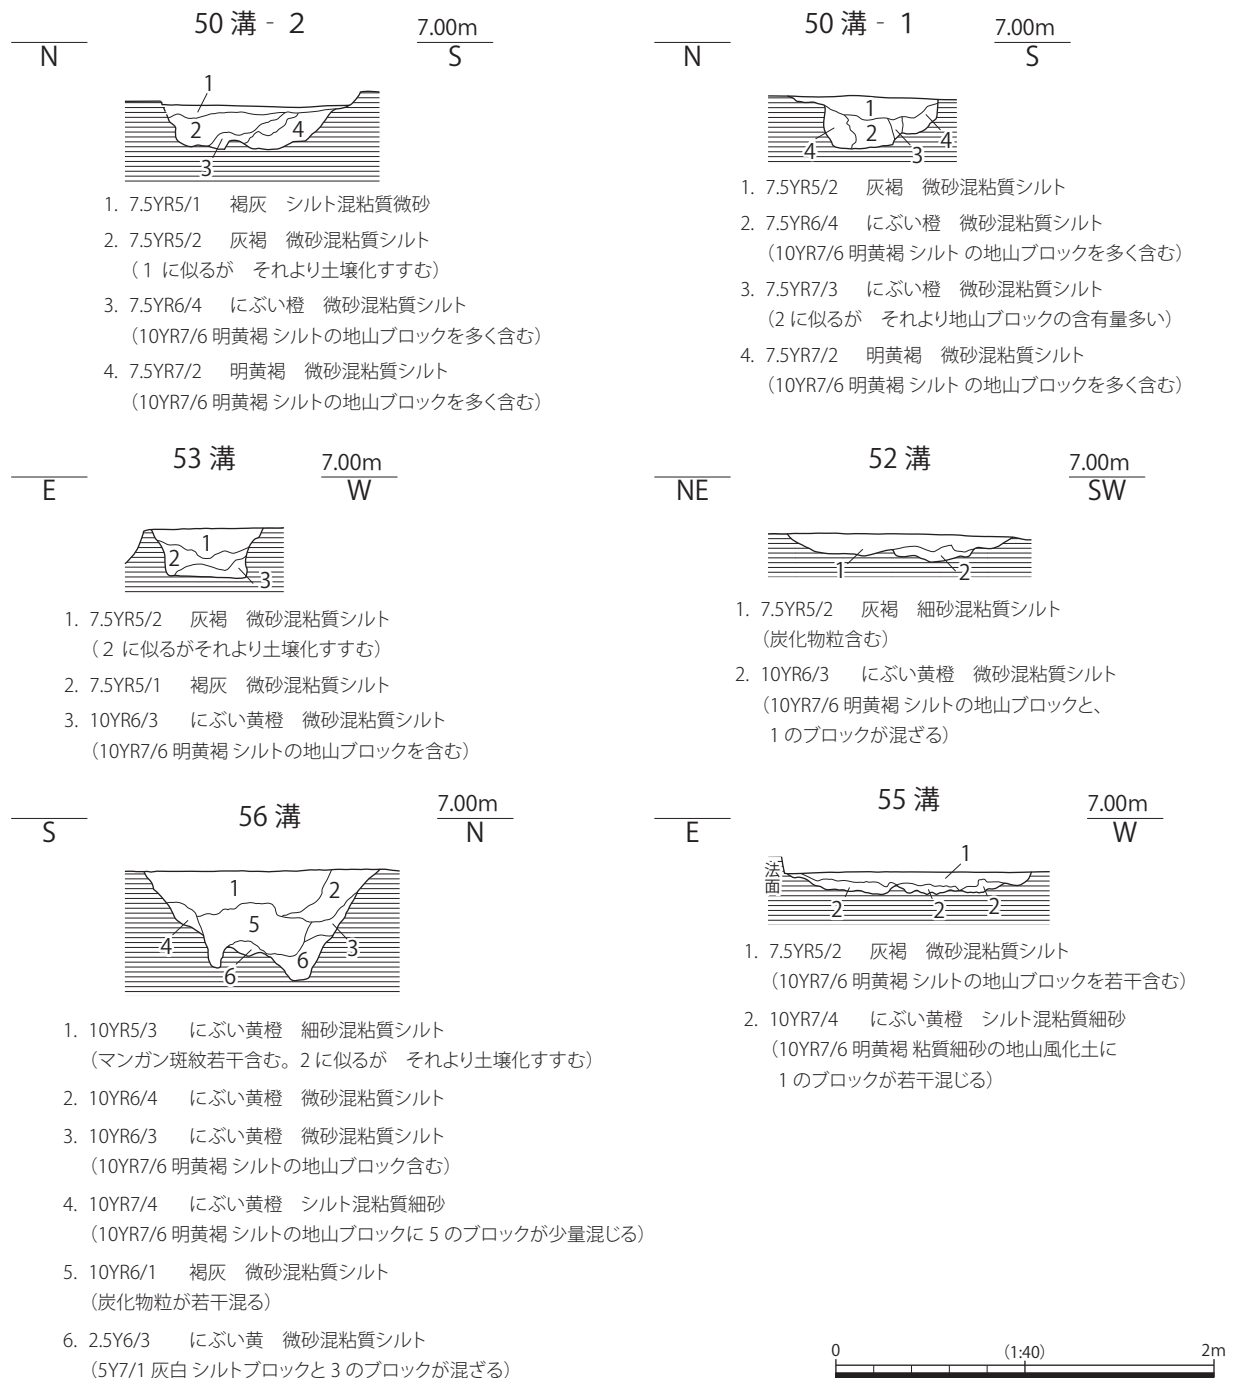 50 溝 - 2
7.00m
N
S
1
2
4
3
1. 7.5YR5/1 褐灰 シルト混粘質微砂
2. 7.5YR5/2 灰褐 微砂混粘質シルト
（1 に似るが それより土壌化すすむ）
3. 7.5YR6/4 にぶい橙 微砂混粘質シルト
（10YR7/6 明黄褐 シルトの地山ブロックを多く含む）
4. 7.5YR7/2 明黄褐 微砂混粘質シルト
（10YR7/6 明黄褐 シルトの地山ブロックを多く含む）
50 溝 - 1
7.00m
N
S
1
2
4
3
4
1. 7.5YR5/2 灰褐 微砂混粘質シルト
2. 7.5YR6/4 にぶい橙 微砂混粘質シルト
（10YR7/6 明黄褐 シルト の地山ブロックを多く含む）
3. 7.5YR7/3 にぶい橙 微砂混粘質シルト
（2 に似るが それより地山ブロックの含有量多い）
4. 7.5YR7/2 明黄褐 微砂混粘質シルト
（10YR7/6 明黄褐 シルト の地山ブロックを多く含む）
53 溝
7.00m
E
W
1
2
3
1. 7.5YR5/2 灰褐 微砂混粘質シルト
（2 に似るがそれより土壌化すすむ）
2. 7.5YR5/1 褐灰 微砂混粘質シルト
3. 10YR6/3 にぶい黄橙 微砂混粘質シルト
（10YR7/6 明黄褐 シルトの地山ブロックを含む）
52 溝
7.00m
NE
SW
1
2
1. 7.5YR5/2 灰褐 細砂混粘質シルト
（炭化物粒含む）
2. 10YR6/3 にぶい黄橙 微砂混粘質シルト
（10YR7/6 明黄褐 シルトの地山ブロックと、
1 のブロックが混ざる）
56 溝
7.00m
S
N
1
2
5
4
3
6
6
1. 10YR5/3 にぶい黄橙 細砂混粘質シルト
（マンガン斑紋若干含む。2 に似るが それより土壌化すすむ）
2. 10YR6/4 にぶい黄橙 微砂混粘質シルト
3. 10YR6/3 にぶい黄橙 微砂混粘質シルト
（10YR7/6 明黄褐 シルトの地山ブロック含む）
4. 10YR7/4 にぶい黄橙 シルト混粘質細砂
（10YR7/6 明黄褐 シルトの地山ブロックに 5 のブロックが少量混じる）
5. 10YR6/1 褐灰 微砂混粘質シルト
（炭化物粒が若干混る）
6. 2.5Y6/3 にぶい黄 微砂混粘質シルト
（5Y7/1 灰白 シルトブロックと 3 のブロックが混ざる）
55 溝
7.00m
E
W
法面
1
2
2
2
1. 7.5YR5/2 灰褐 微砂混粘質シルト
（10YR7/6 明黄褐 シルトの地山ブロックを若干含む）
2. 10YR7/4 にぶい黄橙 シルト混粘質細砂
（10YR7/6 明黄褐 粘質細砂の地山風化土に
1 のブロックが若干混じる）
0
(1:40)
2m